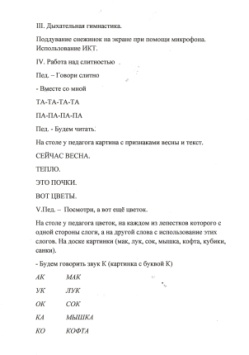 III. Дыхательная гимнастика.
Поддувание снежинок на экране при помощи микрофона.
Использование ИКТ.
IV. Работа над слитностью
Пед. – Говори слитно
- Вместе со мной
ТА-ТА-ТА-ТА
ПА-ПА-ПА-ПА
Пед. - Будем читать.
На столе у педагога картина с признаками весны и текст.
СЕЙЧАС ВЕСНА.
ТЕПЛО.
ЭТО ПОЧКИ.
ВОТ ЦВЕТЫ.
V.Пед. – Посмотри, а вот ещё цветок.
На столе у педагога цветок, на каждом из лепестков которого с
одной стороны слоги, а на другой слова с использование этих
слогов. На доске картинки (мак, лук, сок, мышка, кофта, кубики,
санки).
- Будем говорять звук К (картинка с буквой К)
АК МАК
УК ЛУК
ОК СОК
КА МЫШКА
КО КОФТА